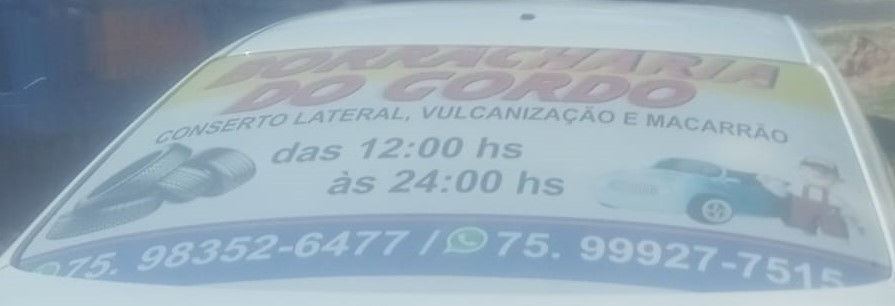 BORRACHARIA
DO GORDO
CONSERTO LATERAL, VULCANIZAÇÃO E MACARRÃO
das 12:00 hs
às 24:00 hs
75. 98352-6477 / 75. 99927-7515